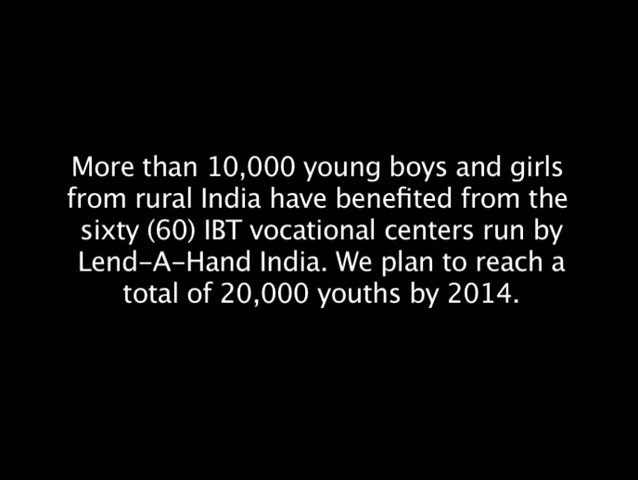 More than 10,000 young boys and girls
from rural India have benefited from the
sixty (60) IBT vocational centers run by
Lend-A-Hand India. We plan to reach a
total of 20,000 youths by 2014.